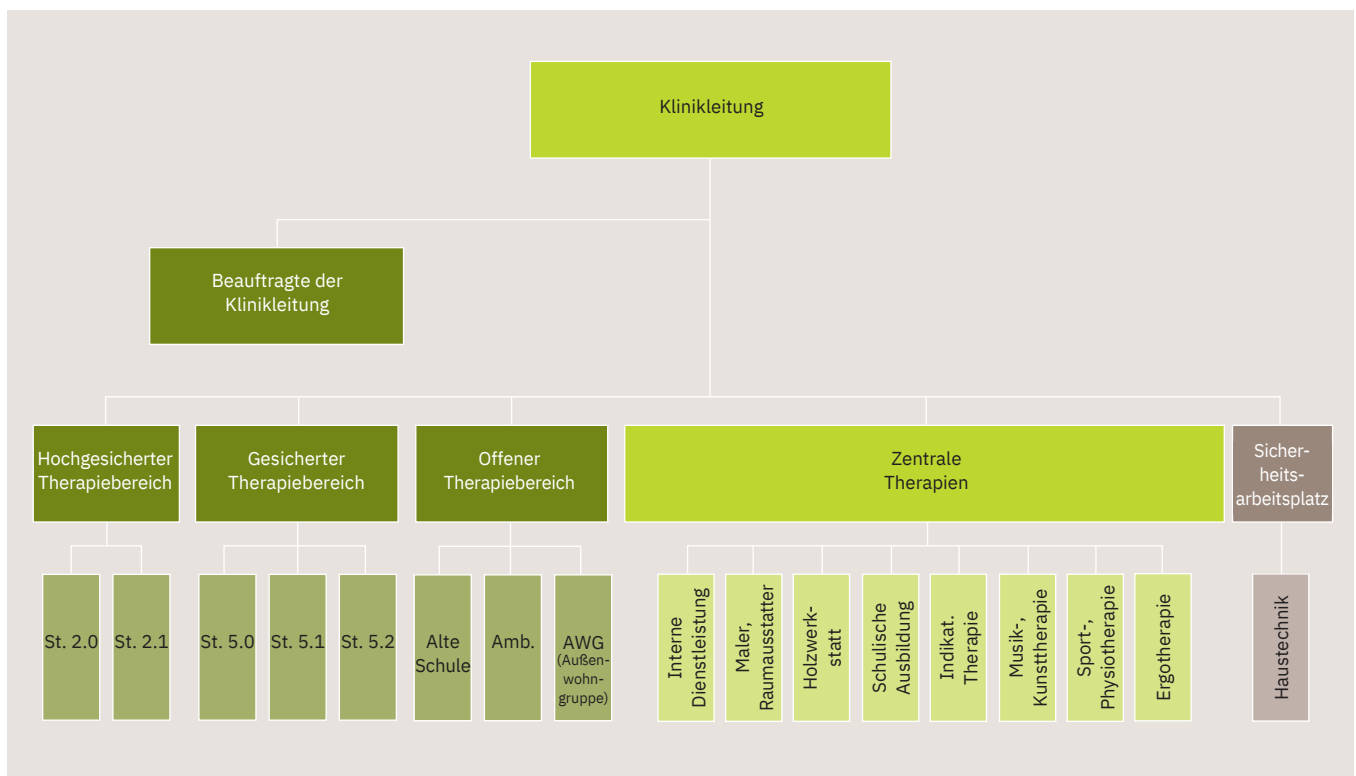 Klinikleitung
Beauftragte der
Klinikleitung
Hochgesicherter
Therapiebereich
Gesicherter
Therapiebereich
Offener
Therapiebereich
Zentrale
Therapien
Sicher-
heits-
arbeitsplatz
St. 2.0
St. 2.1
St. 5.0
St. 5.1
St. 5.2
Alte
Schule
Amb.
AWG
(Außen-
wohn-
gruppe)
Interne
Dienstleistung
Maler,
Raumausstatter
Holzwerk-
statt
Schulische
Ausbildung
Indikat.
Therapie
Musik-,
Kunsttherapie
Sport-,
Physiotherapie
Ergotherapie
Haustechnik